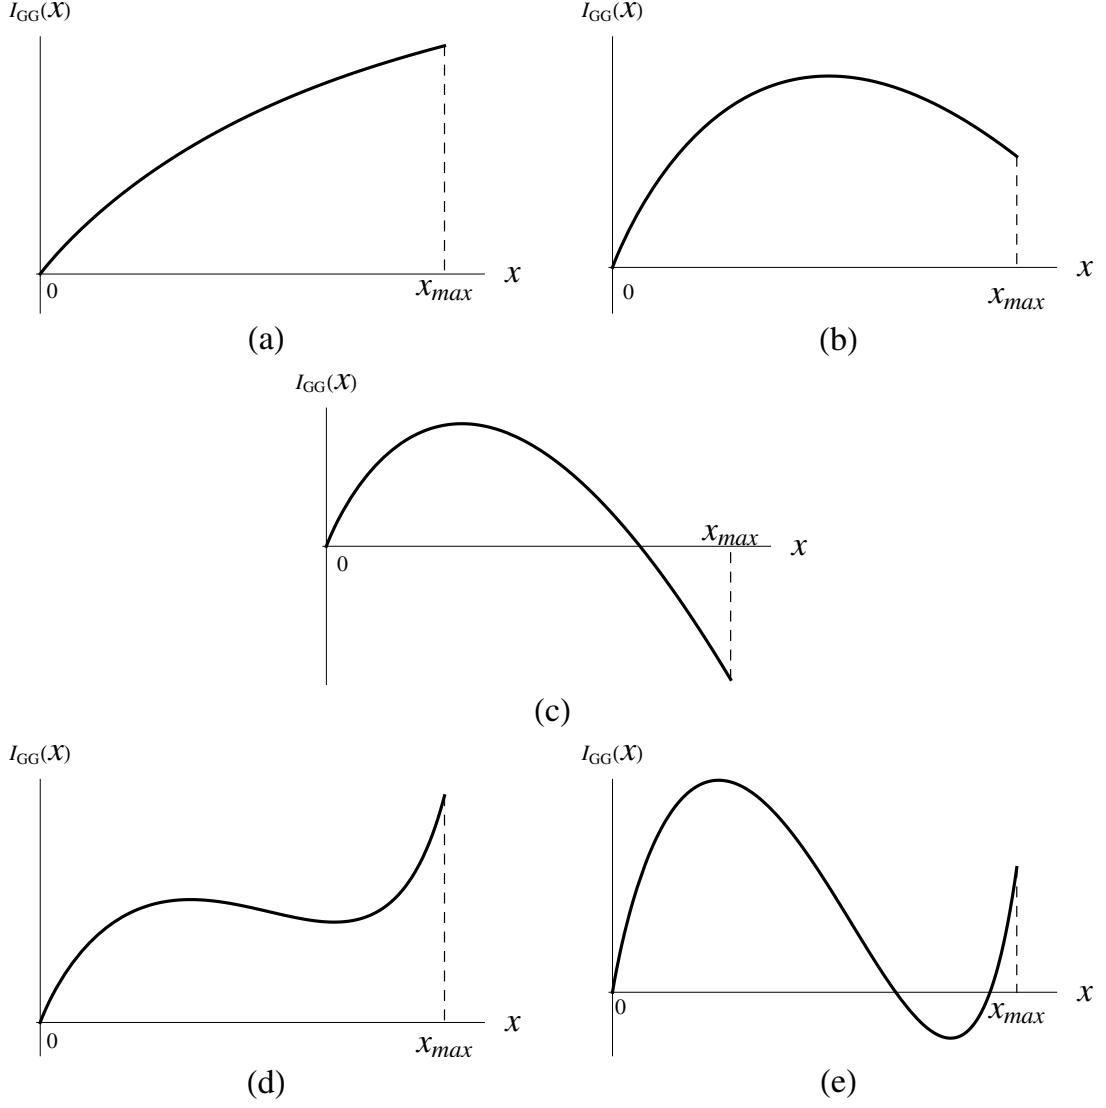 I_GG(x) I_GG(x)
0 x_max x 0 x_max x
(a) (b)
I_GG(x)
x_max x
0
(c)
I_GG(x) I_GG(x)
0 x_max x 0 x_max x
(d) (e)